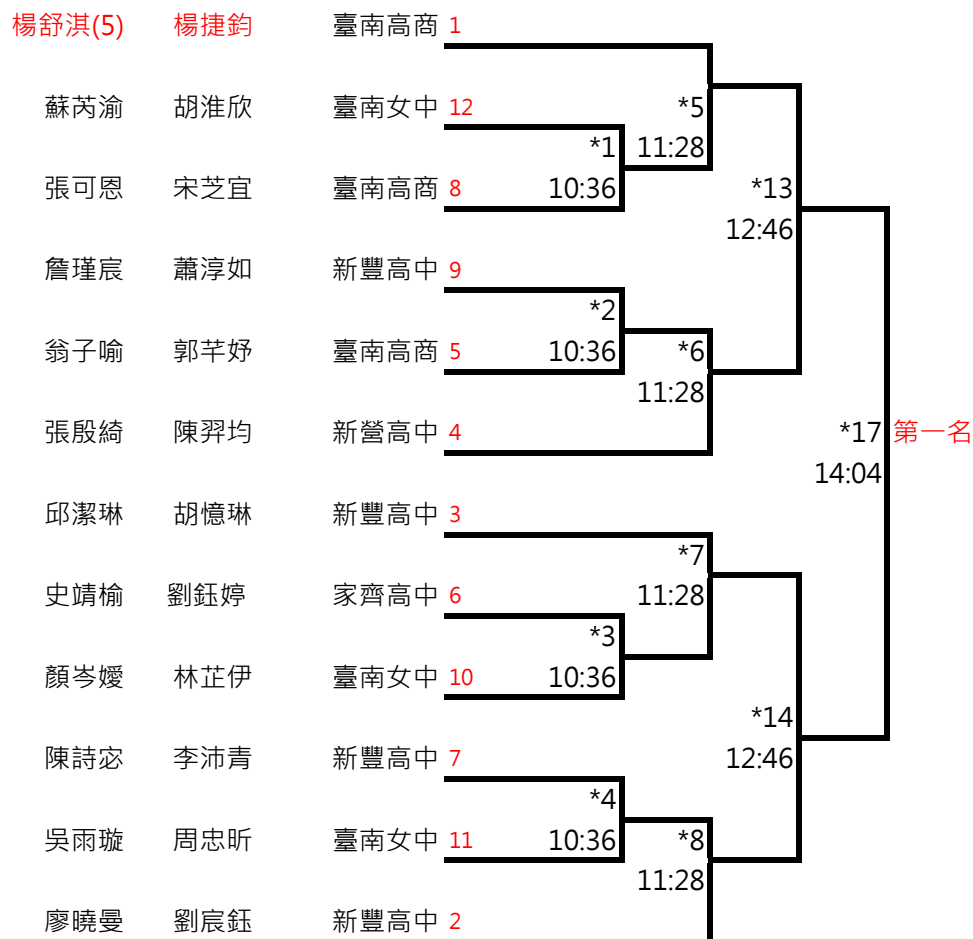 楊舒淇(5) 楊捷鈞 臺南高商 1
蘇芮渝 胡淮欣 臺南女中 12
*5
*1 11:28
張可恩 宋芝宜 臺南高商 8 10:36 *13
12:46
詹瑾宸 蕭淳如 新豐高中 9
*2
翁子喻 郭芊妤 臺南高商 5 10:36 *6
11:28
張殷綺 陳羿均 新營高中 4 *17 第一名
14:04
邱潔琳 胡憶琳 新豐高中 3
*7
史靖榆 劉鈺婷 家齊高中 6 11:28
*3
顏岑嬡 林芷伊 臺南女中 10 10:36
*14
陳詩宓 李沛青 新豐高中 7 12:46
*4
吳雨璇 周忠昕 臺南女中 11 10:36 *8
11:28
廖曉曼 劉宸鈺 新豐高中 2